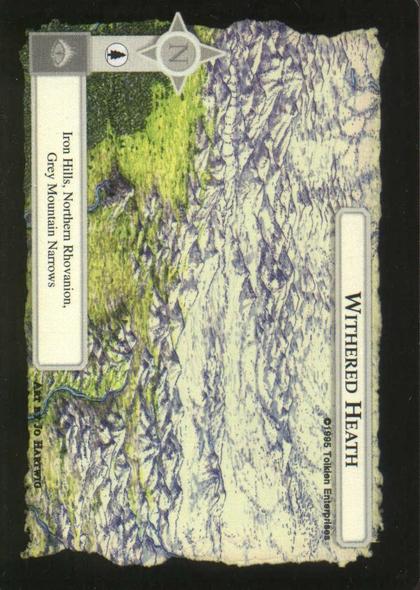 WITHERED HEATH
©1995 Tolkien Enterprises
N
Iron Hills, Northern Rhovanion,
Grey Mountain Narrows
ART BY JO HARTWIG